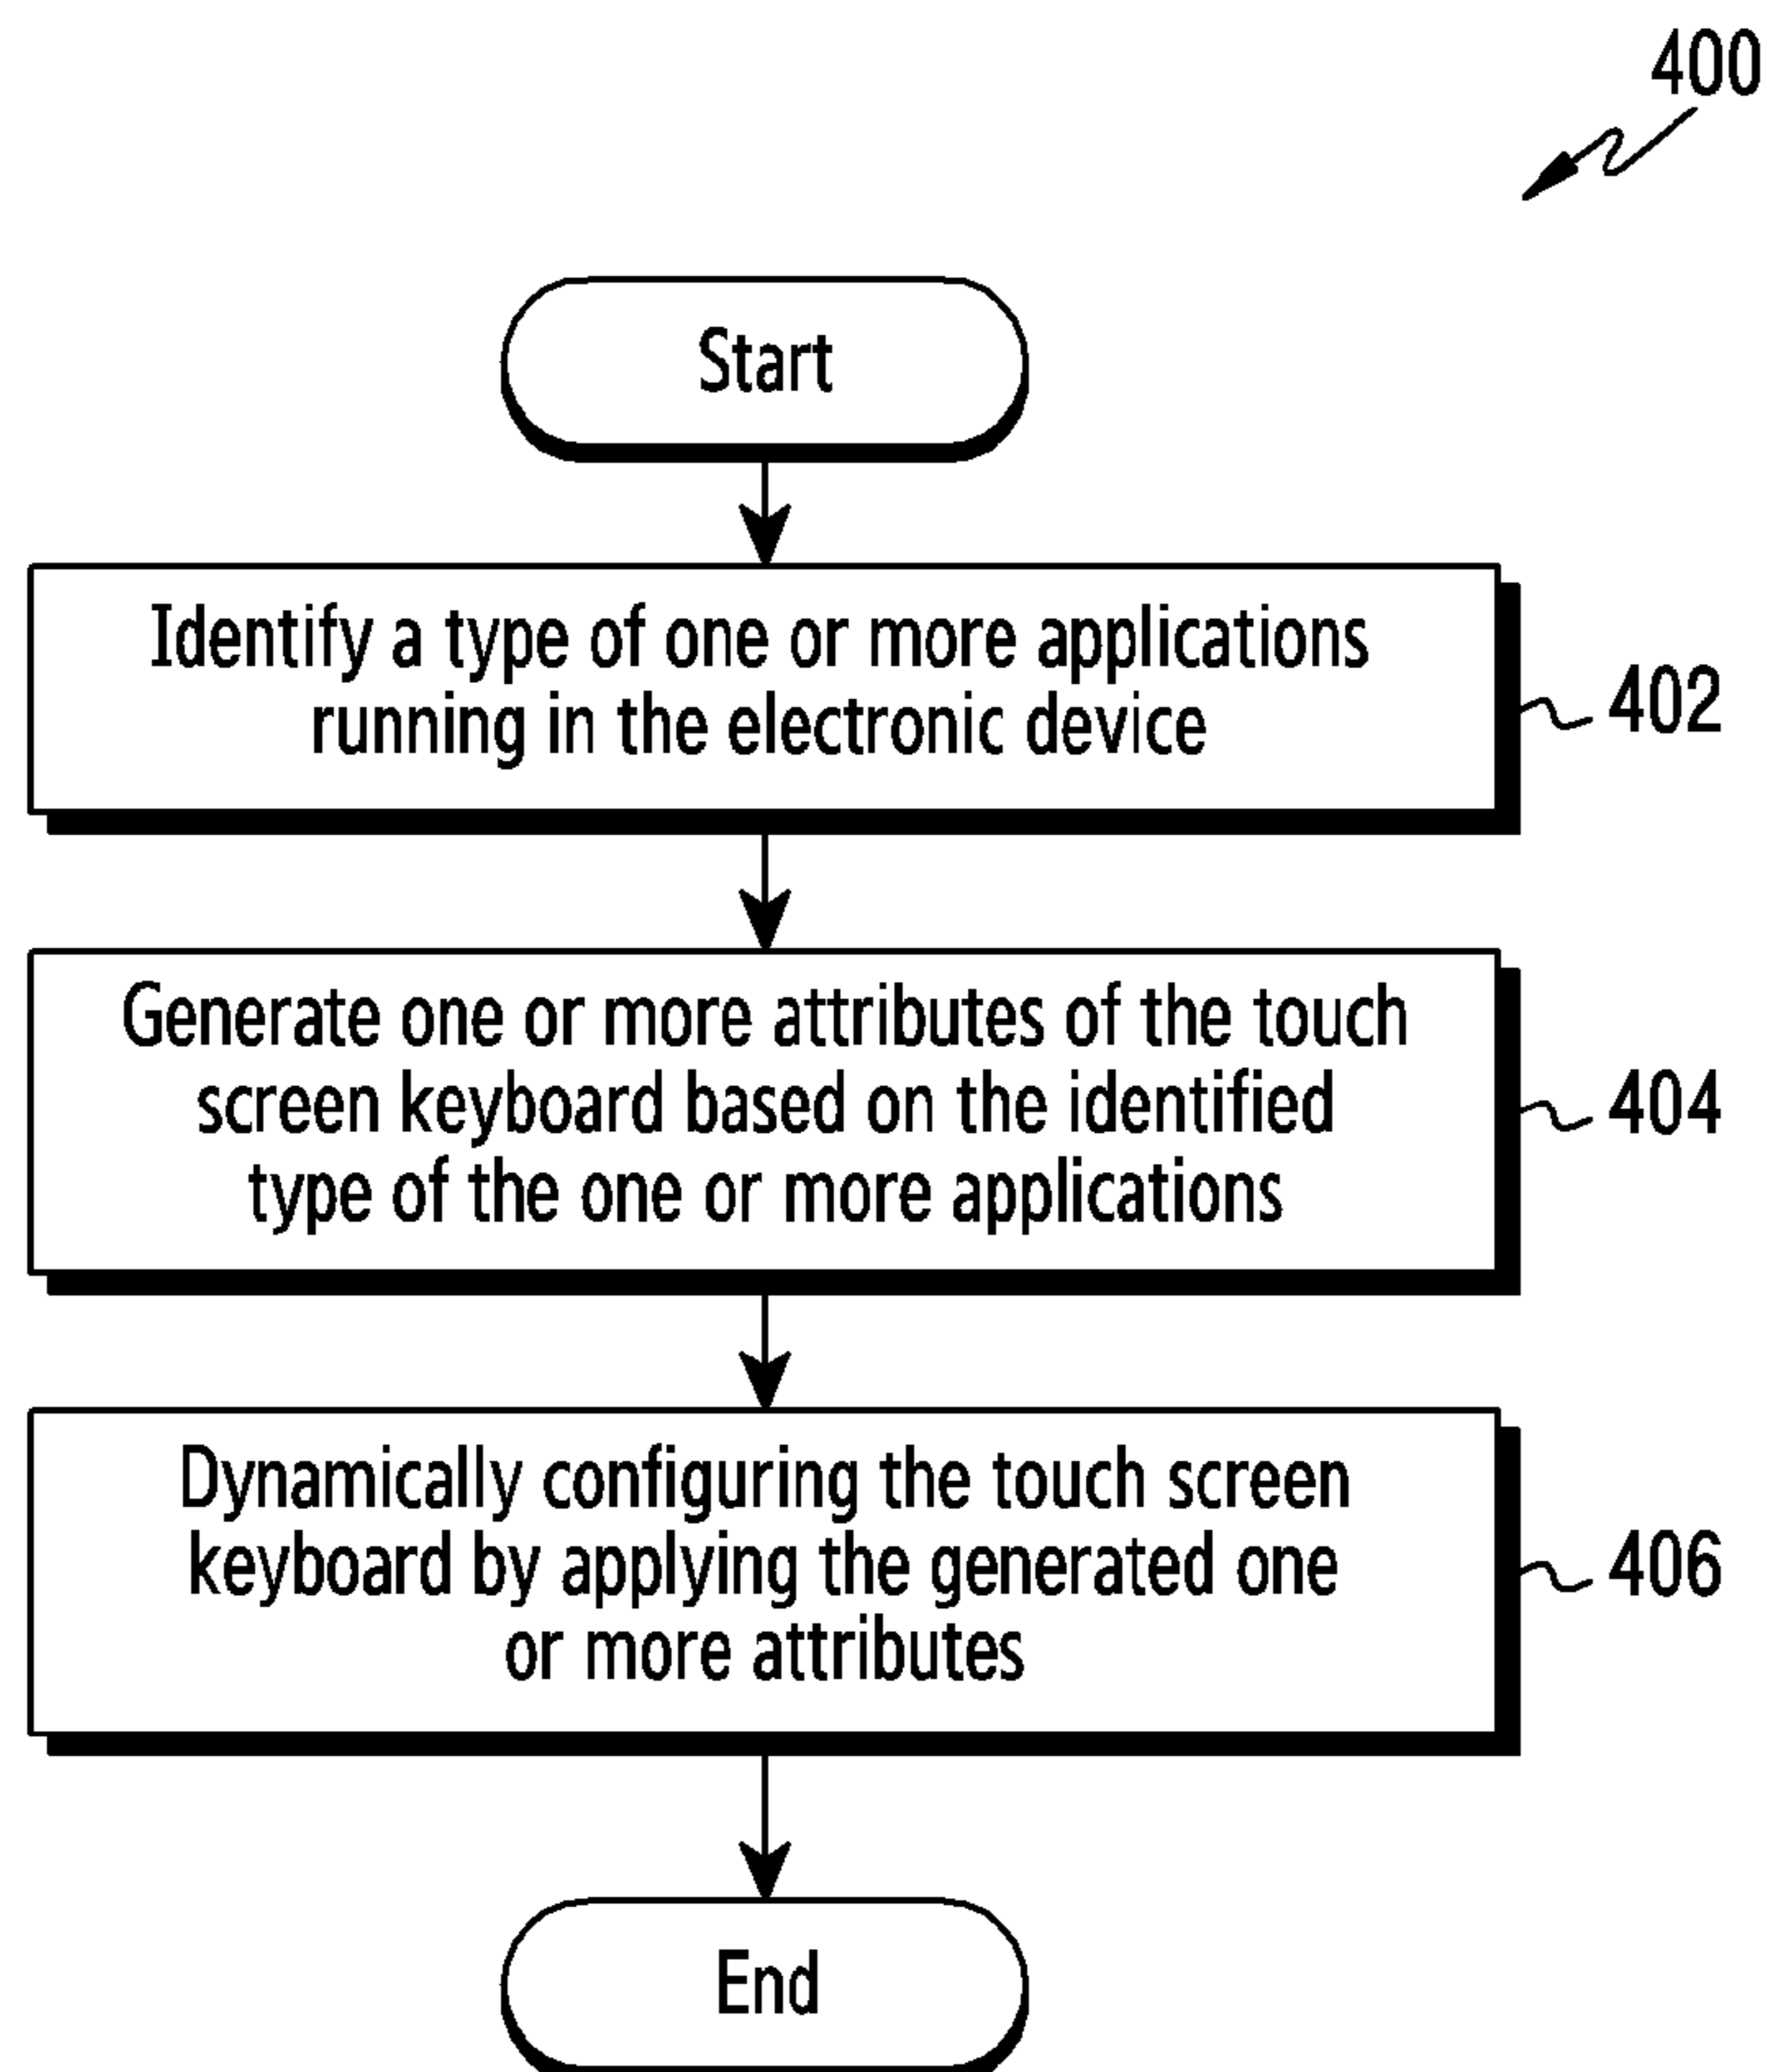 400
Start
Identify a type of one or more applications
running in the electronic device
402
Generate one or more attributes of the touch
screen keyboard based on the identified
type of the one or more applications
404
Dynamically configuring the touch screen
keyboard by applying the generated one
or more attributes
406
End